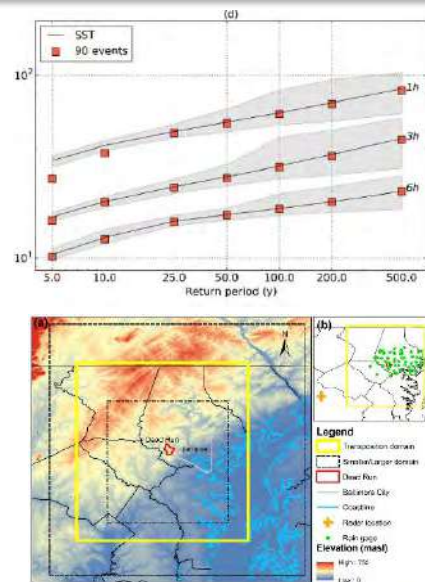 (d)
SST
90 events
10²
10¹
1h
3h
6h
5.0 10.0 25.0 50.0 100.0 200.0 500.0
Return period (y)
(a)
N
Dead Run
(b)
Legend
Transposition domain
Smaller/Larger domain
Dead Run
Baltimore City
Coastline
Radar location
Rain gage
Elevation (masl)
High :